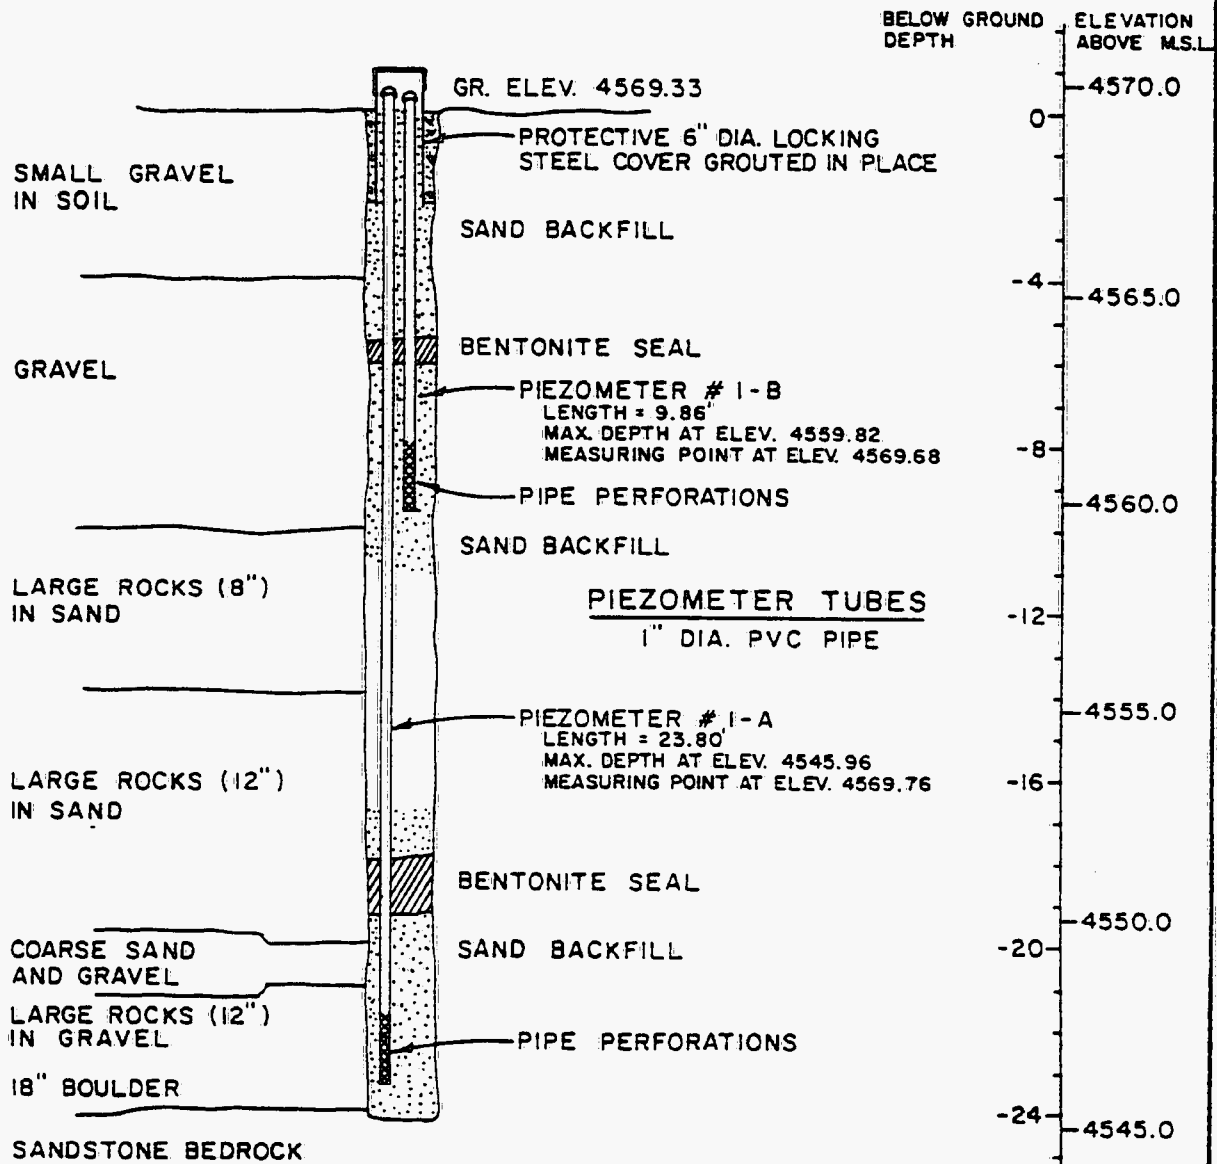 BELOW GROUND DEPTH
ELEVATION ABOVE M.S.L.
GR. ELEV. 4569.33
4570.0
0
PROTECTIVE 6" DIA. LOCKING
STEEL COVER GROUTED IN PLACE
SMALL GRAVEL
IN SOIL
SAND BACKFILL
-4
4565.0
BENTONITE SEAL
GRAVEL
PIEZOMETER # 1-B
LENGTH = 9.86'
MAX. DEPTH AT ELEV. 4559.82
MEASURING POINT AT ELEV. 4569.68
-8
PIPE PERFORATIONS
4560.0
SAND BACKFILL
LARGE ROCKS (8")
IN SAND
PIEZOMETER TUBES
1" DIA. PVC PIPE
-12
PIEZOMETER # 1-A
LENGTH = 23.80'
MAX. DEPTH AT ELEV. 4545.96
MEASURING POINT AT ELEV. 4569.76
4555.0
-16
LARGE ROCKS (12")
IN SAND
BENTONITE SEAL
4550.0
COARSE SAND
AND GRAVEL
SAND BACKFILL
-20
LARGE ROCKS (12")
IN GRAVEL
PIPE PERFORATIONS
18" BOULDER
-24
4545.0
SANDSTONE BEDROCK